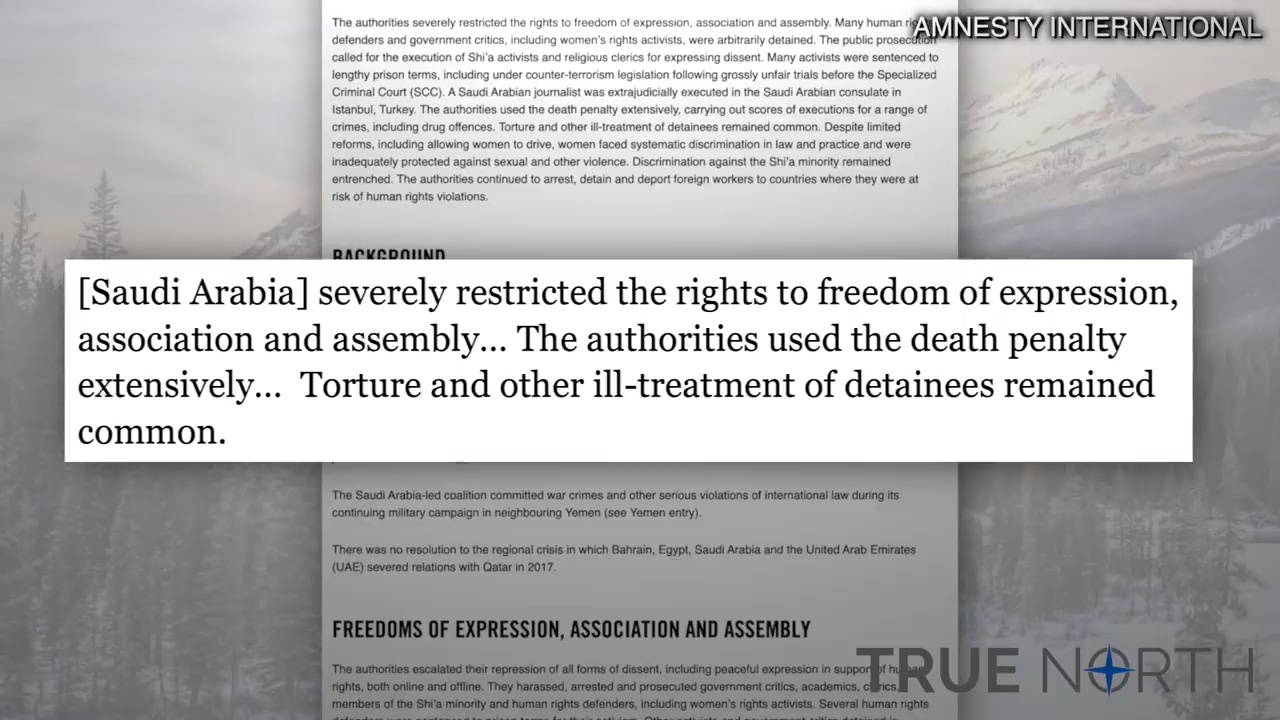 AMNESTY INTERNATIONAL
The authorities severely restricted the rights to freedom of expression, association and assembly. Many human rights
defenders and government critics, including women's rights activists, were arbitrarily detained. The public prosecution
called for the execution of Shi'a activists and religious clerics for expressing dissent. Many activists were sentenced to
lengthy prison terms, including under counter-terrorism legislation following grossly unfair trials before the Specialized
Criminal Court (SCC). A Saudi Arabian journalist was extrajudicially executed in the Saudi Arabian consulate in
Istanbul, Turkey. The authorities used the death penalty extensively, carrying out scores of executions for a range of
crimes, including drug offences. Torture and other ill-treatment of detainees remained common. Despite limited
reforms, including allowing women to drive, women faced systematic discrimination in law and practice and were
inadequately protected against sexual and other violence. Discrimination against the Shi'a minority remained
entrenched. The authorities continued to arrest, detain and deport foreign workers to countries where they were at
risk of human rights violations.
BACKGROUND
[Saudi Arabia] severely restricted the rights to freedom of expression,
association and assembly... The authorities used the death penalty
extensively... Torture and other ill-treatment of detainees remained
common.
The Saudi Arabia-led coalition committed war crimes and other serious violations of international law during its
continuing military campaign in neighbouring Yemen (see Yemen entry).
There was no resolution to the regional crisis in which Bahrain, Egypt, Saudi Arabia and the United Arab Emirates
(UAE) severed relations with Qatar in 2017.
FREEDOMS OF EXPRESSION, ASSOCIATION AND ASSEMBLY
The authorities escalated their repression of all forms of dissent, including peaceful expression in support of human
rights, both online and offline. They harassed, arrested and prosecuted government critics, academics, clerics,
members of the Shi'a minority and human rights defenders, including women's rights activists. Several human rights
TRUE NORTH